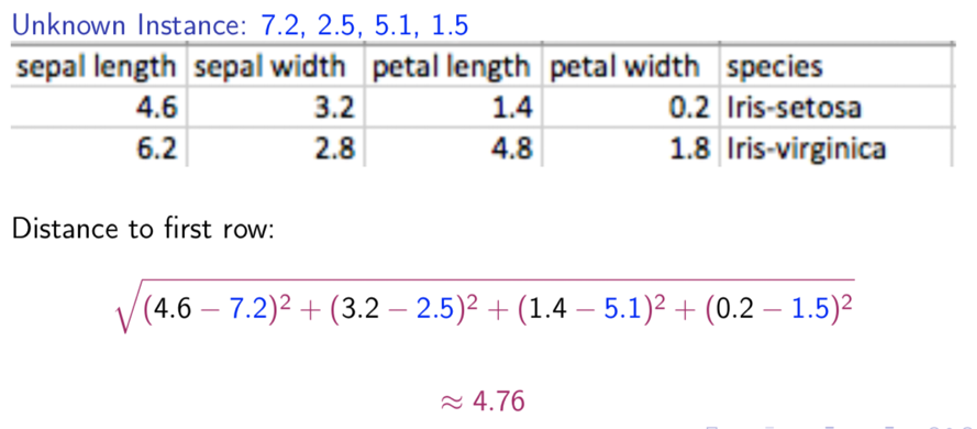 Unknown Instance: 7.2, 2.5, 5.1, 1.5
sepal length sepal width petal length petal width species
4.6 3.2 1.4 0.2 Iris-setosa
6.2 2.8 4.8 1.8 Iris-virginica
Distance to first row:
√(4.6 − 7.2)² + (3.2 − 2.5)² + (1.4 − 5.1)² + (0.2 − 1.5)²
≈ 4.76